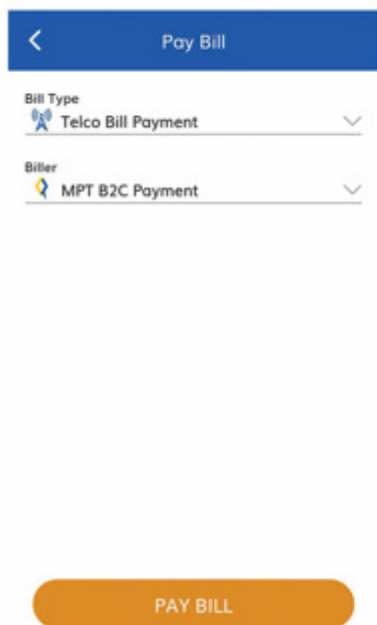 Pay Bill
Bill Type
Telco Bill Payment
Biller
MPT B2C Payment
PAY BILL